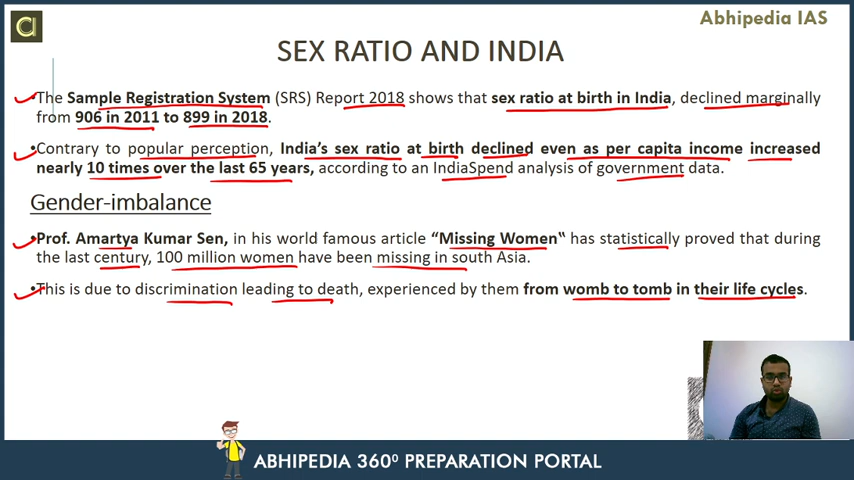 Abhipedia IAS
SEX RATIO AND INDIA
•The Sample Registration System (SRS) Report 2018 shows that sex ratio at birth in India, declined marginally
from 906 in 2011 to 899 in 2018.
•Contrary to popular perception, India's sex ratio at birth declined even as per capita income increased
nearly 10 times over the last 65 years, according to an IndiaSpend analysis of government data.
Gender-imbalance
•Prof. Amartya Kumar Sen, in his world famous article "Missing Women" has statistically proved that during
the last century, 100 million women have been missing in south Asia.
•This is due to discrimination leading to death, experienced by them from womb to tomb in their life cycles.
ABHIPEDIA 360⁰ PREPARATION PORTAL